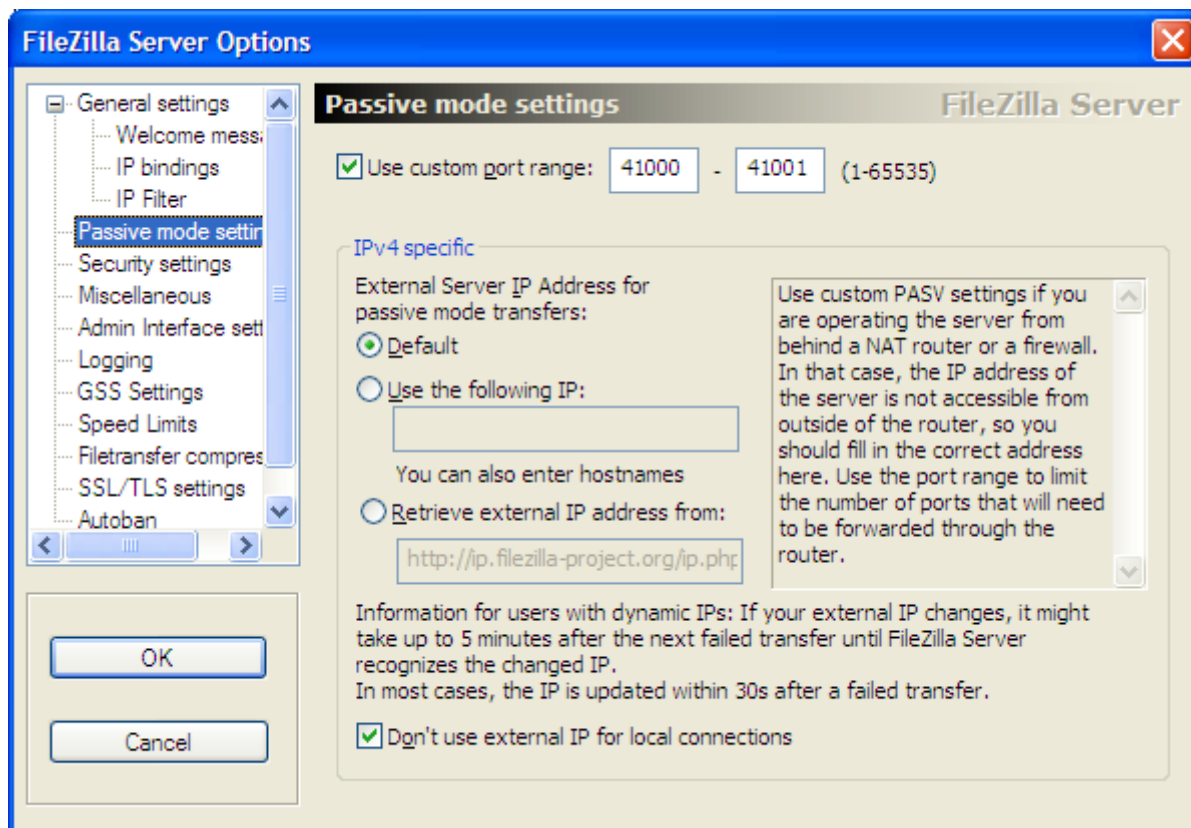 FileZilla Server Options
General settings
Welcome messa
IP bindings
IP Filter
Passive mode settin
Security settings
Miscellaneous
Admin Interface sett
Logging
GSS Settings
Speed Limits
Filetransfer compres
SSL/TLS settings
Autoban
OK
Cancel
Passive mode settings
FileZilla Server
Use custom port range: 41000 - 41001 (1-65535)
IPv4 specific
External Server IP Address for
passive mode transfers:
Default
Use the following IP:
You can also enter hostnames
Retrieve external IP address from:
http://ip.filezilla-project.org/ip.php
Use custom PASV settings if you
are operating the server from
behind a NAT router or a firewall.
In that case, the IP address of
the server is not accessible from
outside of the router, so you
should fill in the correct address
here. Use the port range to limit
the number of ports that will need
to be forwarded through the
router.
Information for users with dynamic IPs: If your external IP changes, it might
take up to 5 minutes after the next failed transfer until FileZilla Server
recognizes the changed IP.
In most cases, the IP is updated within 30s after a failed transfer.
Don't use external IP for local connections